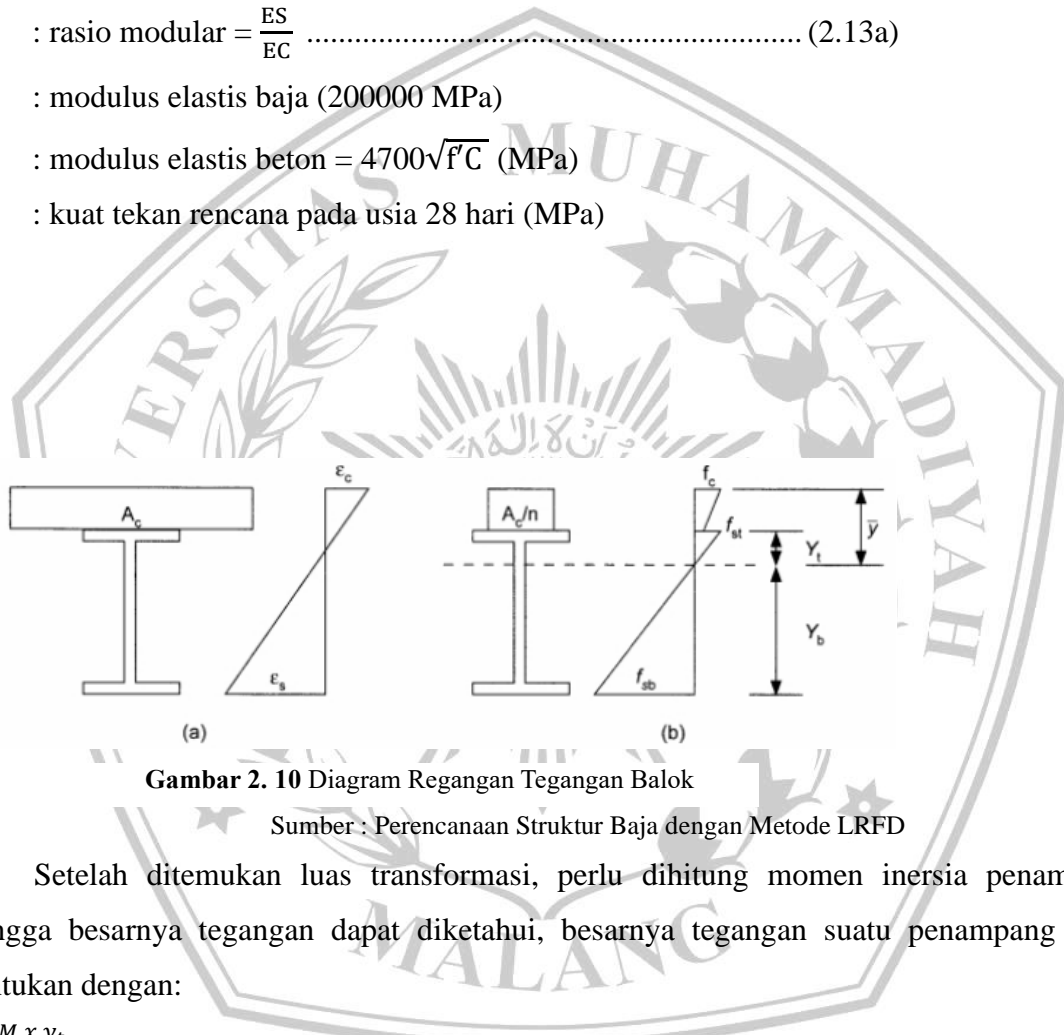 : rasio modular = ES/EC .............................................................. (2.13a)
: modulus elastis baja (200000 MPa)
: modulus elastis beton = 4700√f′C (MPa)
: kuat tekan rencana pada usia 28 hari (MPa)
MUHAMMADIYAH
MALANG
εc fc
Ac Ac/n fst ȳ
Yt
Yb
εs fsb
(a) (b)
Gambar 2. 10 Diagram Regangan Tegangan Balok
Sumber : Perencanaan Struktur Baja dengan Metode LRFD
Setelah ditemukan luas transformasi, perlu dihitung momen inersia penam
ngga besarnya tegangan dapat diketahui, besarnya tegangan suatu penampang
ntukan dengan:
M x yt